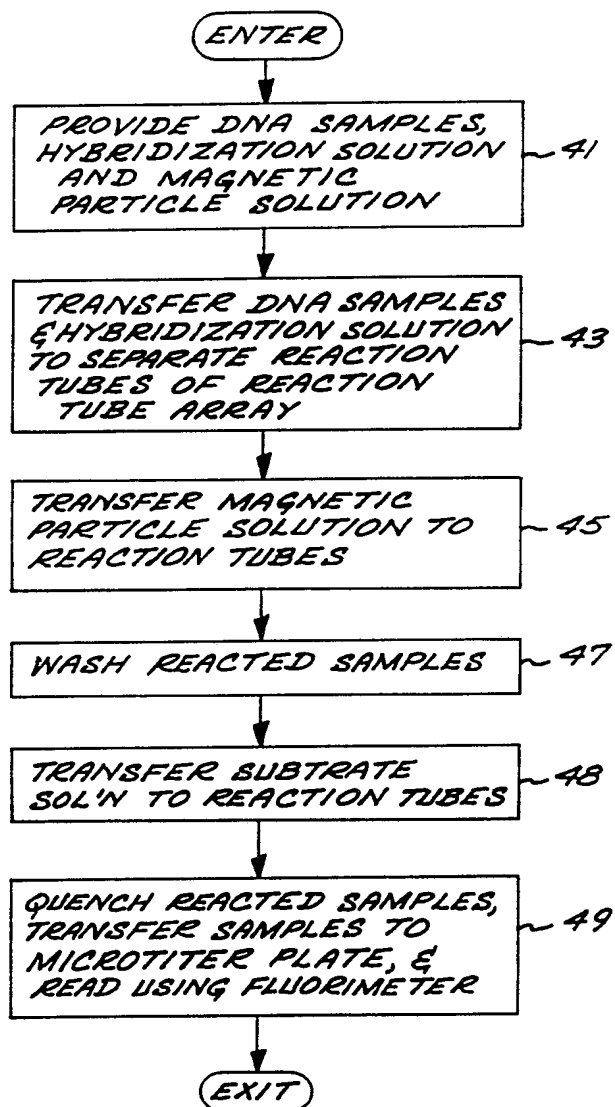 ENTER
PROVIDE DNA SAMPLES,
HYBRIDIZATION SOLUTION
AND MAGNETIC
PARTICLE SOLUTION
41
TRANSFER DNA SAMPLES
& HYBRIDIZATION SOLUTION
TO SEPARATE REACTION
TUBES OF REACTION
TUBE ARRAY
43
TRANSFER MAGNETIC
PARTICLE SOLUTION TO
REACTION TUBES
45
WASH REACTED SAMPLES
47
TRANSFER SUBTRATE
SOL'N TO REACTION TUBES
48
QUENCH REACTED SAMPLES,
TRANSFER SAMPLES TO
MICROTITER PLATE, &
READ USING FLUORIMETER
49
EXIT